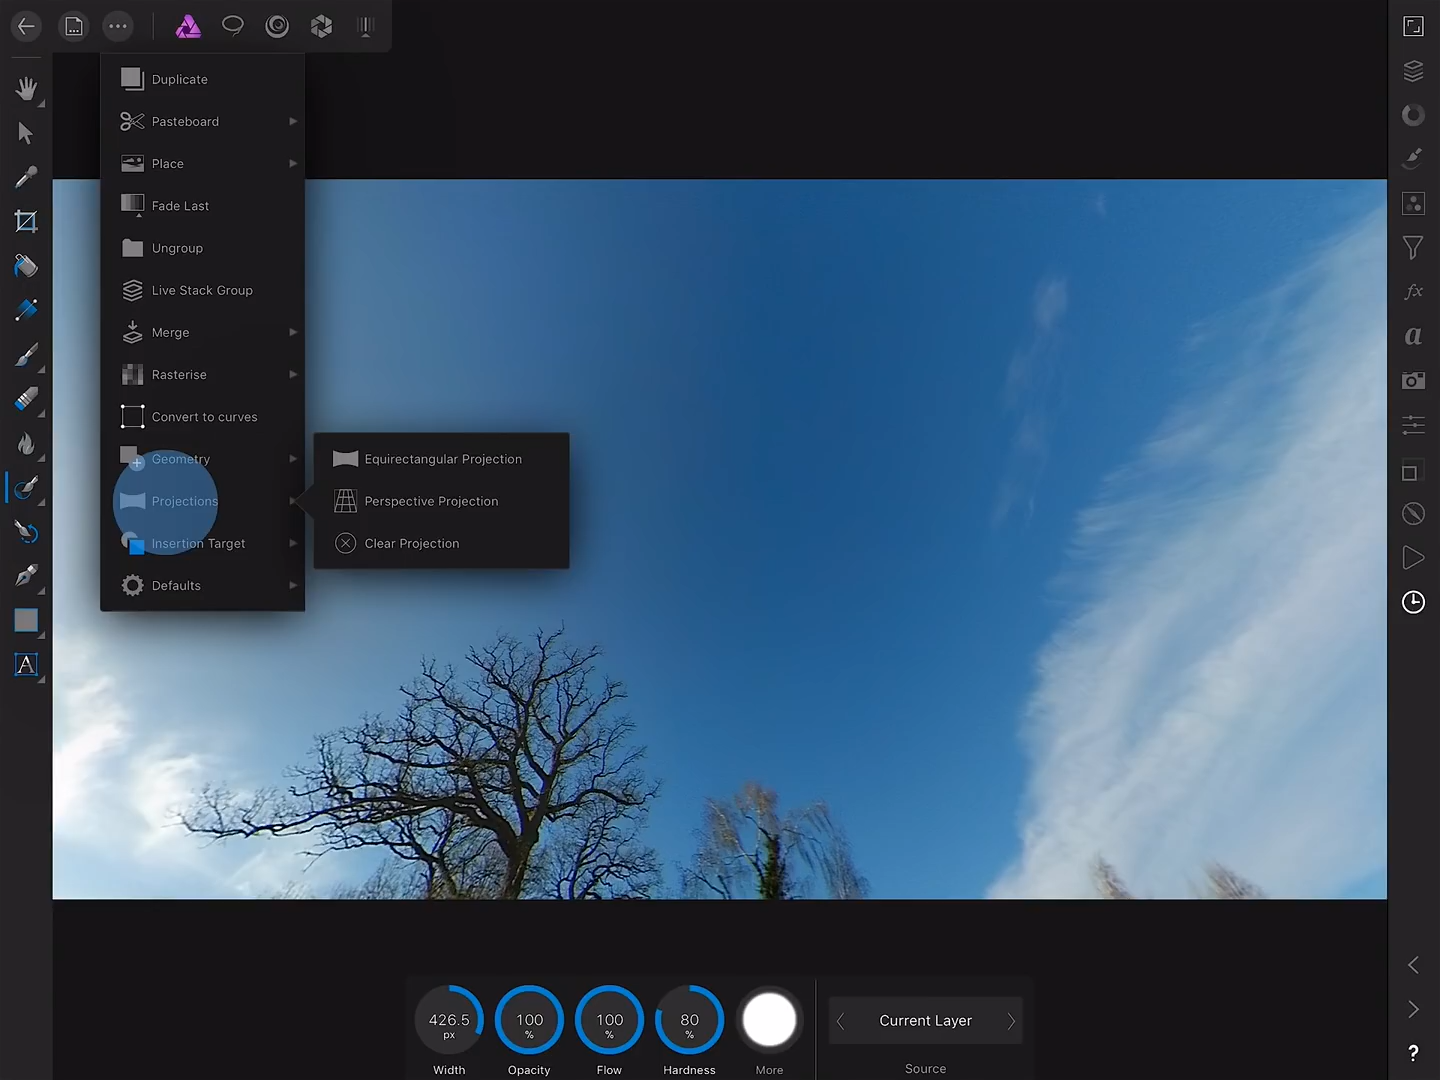 Duplicate
Pasteboard
Place
Fade Last
Ungroup
Live Stack Group
Merge
Rasterise
Convert to curves
Geometry
Projections
Insertion Target
Defaults
Equirectangular Projection
Perspective Projection
Clear Projection
fx
a
A
?
426.5
px
100
%
100
%
80
%
Width
Opacity
Flow
Hardness
More
Current Layer
Source